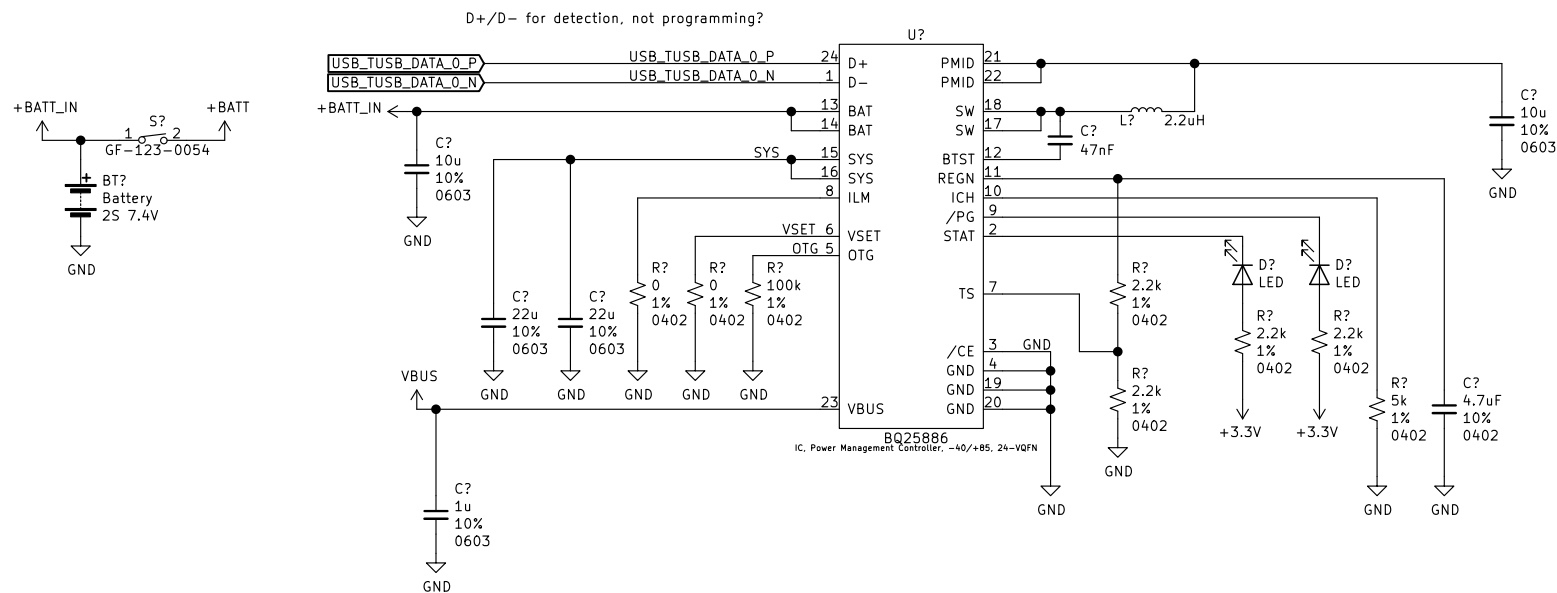 D+/D- for detection, not programming?
+BATT_IN
+BATT
S?
1
2
GF-123-0054
+
BT?
Battery
2S 7.4V
GND
USB_TUSB_DATA_0_P
USB_TUSB_DATA_0_P
USB_TUSB_DATA_0_N
USB_TUSB_DATA_0_N
+BATT_IN
C?
10u
10%
0603
GND
SYS
C?
22u
10%
0603
GND
C?
22u
10%
0603
GND
R?
0
1%
0402
GND
VSET
R?
0
1%
0402
GND
OTG
R?
100k
1%
0402
GND
VBUS
C?
1u
10%
0603
GND
U?
24 D+
1 D-
13 BAT
14 BAT
15 SYS
16 SYS
8 ILM
6 VSET
5 OTG
23 VBUS
PMID 21
PMID 22
SW 18
SW 17
BTST 12
REGN 11
ICH 10
/PG 9
STAT 2
TS 7
/CE 3
GND 4
GND 19
GND 20
BQ25886
IC, Power Management Controller, -40/+85, 24-VQFN
L?
2.2uH
C?
47nF
C?
10u
10%
0603
GND
GND
GND
R?
2.2k
1%
0402
R?
2.2k
1%
0402
GND
D?
LED
R?
2.2k
1%
0402
+3.3V
D?
LED
R?
2.2k
1%
0402
+3.3V
R?
5k
1%
0402
GND
C?
4.7uF
10%
0402
GND